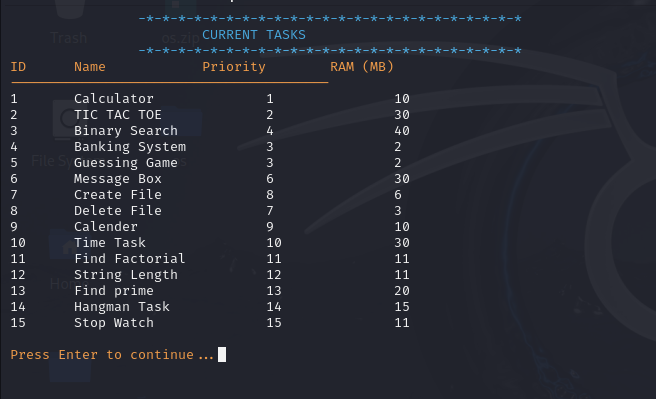 Trash
os.zip
-*-*-*-*-*-*-*-*-*-*-*-*-*-*-*-*-*-*-*-*-*-*-*-*
CURRENT TASKS
-*-*-*-*-*-*-*-*-*-*-*-*-*-*-*-*-*-*-*-*-*-*-*-*
ID Name Priority RAM (MB)
1 Calculator 1 10
2 TIC TAC TOE 2 30
3 Binary Search 4 40
4 Banking System 3 2
5 Guessing Game 3 2
6 Message Box 6 30
7 Create File 8 6
8 Delete File 7 3
9 Calender 9 10
10 Time Task 10 30
11 Find Factorial 11 11
12 String Length 12 11
13 Find prime 13 20
14 Hangman Task 14 15
15 Stop Watch 15 11
Press Enter to continue...